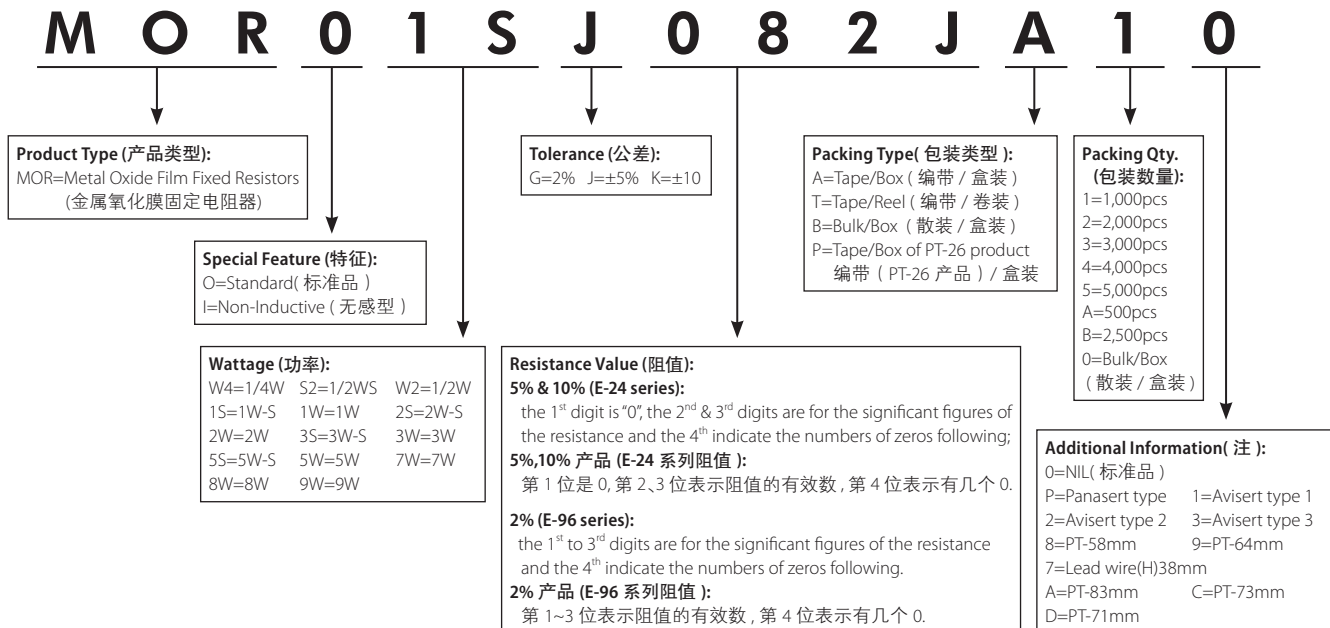 M O R 0 1 S J 0 8 2 J A 1 0
Product Type (产品类型):
MOR=Metal Oxide Film Fixed Resistors
(金属氧化膜固定电阻器)
Special Feature (特征):
O=Standard( 标准品 )
I=Non-Inductive ( 无感型 )
Wattage (功率):
W4=1/4W S2=1/2WS W2=1/2W
1S=1W-S 1W=1W 2S=2W-S
2W=2W 3S=3W-S 3W=3W
5S=5W-S 5W=5W 7W=7W
8W=8W 9W=9W
Tolerance (公差):
G=2% J=±5% K=±10
Resistance Value (阻值):
5% & 10% (E-24 series):
the 1st digit is "0", the 2nd & 3rd digits are for the significant figures of
the resistance and the 4th indicate the numbers of zeros following;
5%,10% 产品 (E-24 系列阻值 ):
第 1 位是 0, 第 2、3 位表示阻值的有效数 , 第 4 位表示有几个 0.
2% (E-96 series):
the 1st to 3rd digits are for the significant figures of the resistance
and the 4th indicate the numbers of zeros following.
2% 产品 (E-96 系列阻值 ):
第 1~3 位表示阻值的有效数 , 第 4 位表示有几个 0.
Packing Type( 包装类型 ):
A=Tape/Box ( 编带 / 盒装 )
T=Tape/Reel ( 编带 / 卷装 )
B=Bulk/Box ( 散装 / 盒装 )
P=Tape/Box of PT-26 product
编带 ( PT-26 产品 ) / 盒装
Packing Qty.
(包装数量):
1=1,000pcs
2=2,000pcs
3=3,000pcs
4=4,000pcs
5=5,000pcs
A=500pcs
B=2,500pcs
0=Bulk/Box
( 散装 / 盒装 )
Additional Information( 注 ):
0=NIL( 标准品 )
P=Panasert type 1=Avisert type 1
2=Avisert type 2 3=Avisert type 3
8=PT-58mm 9=PT-64mm
7=Lead wire(H)38mm
A=PT-83mm C=PT-73mm
D=PT-71mm